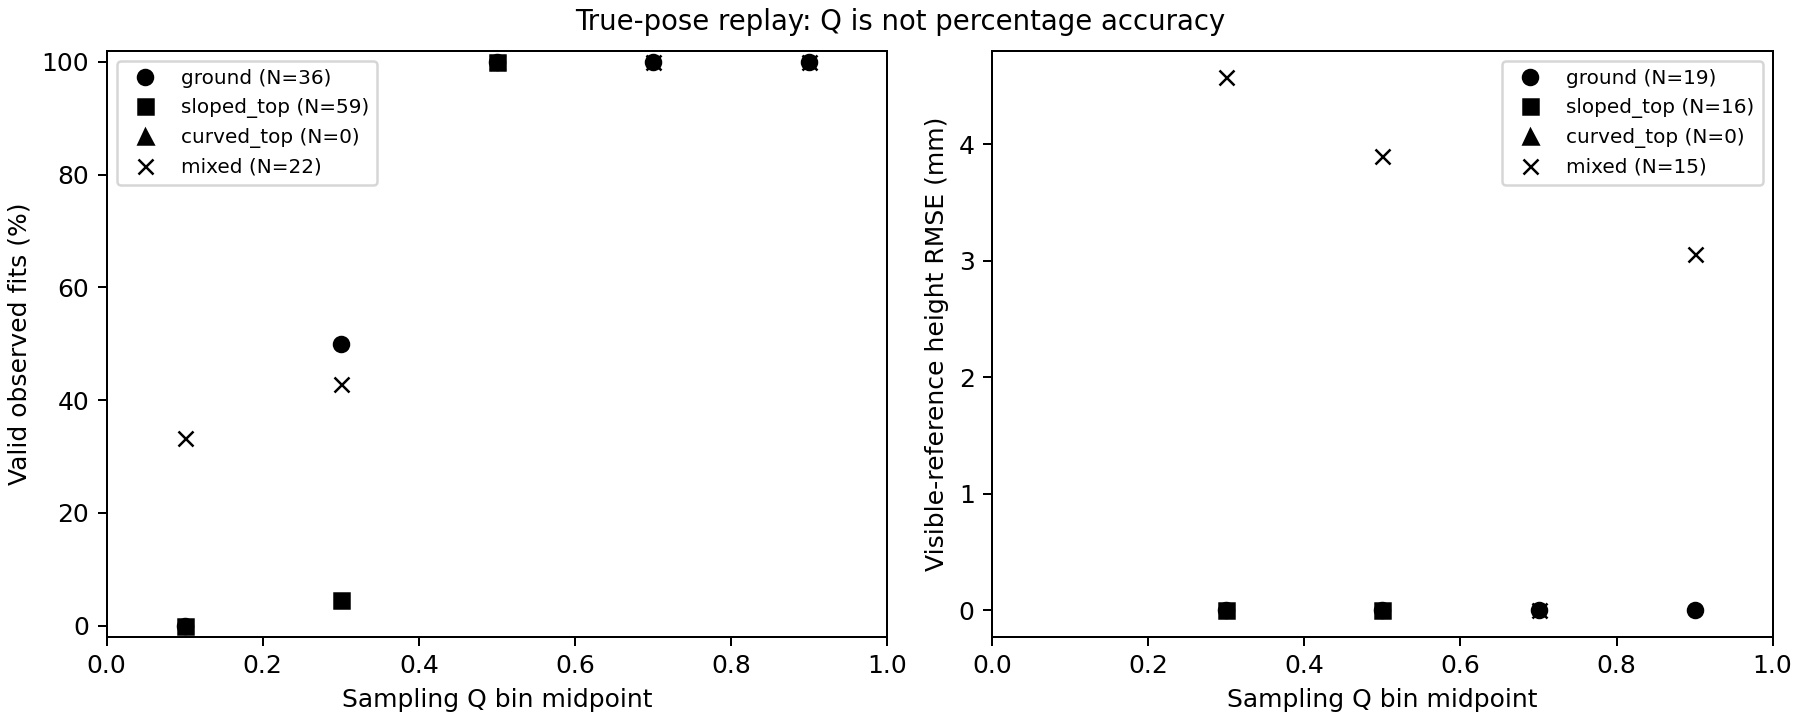 True-pose replay: Q is not percentage accuracy
Valid observed fits (%)
100
80
60
40
20
0
ground (N=36)
sloped_top (N=59)
curved_top (N=0)
mixed (N=22)
0.0 0.2 0.4 0.6 0.8 1.0
Sampling Q bin midpoint
Visible-reference height RMSE (mm)
4
3
2
1
0
ground (N=19)
sloped_top (N=16)
curved_top (N=0)
mixed (N=15)
0.0 0.2 0.4 0.6 0.8 1.0
Sampling Q bin midpoint